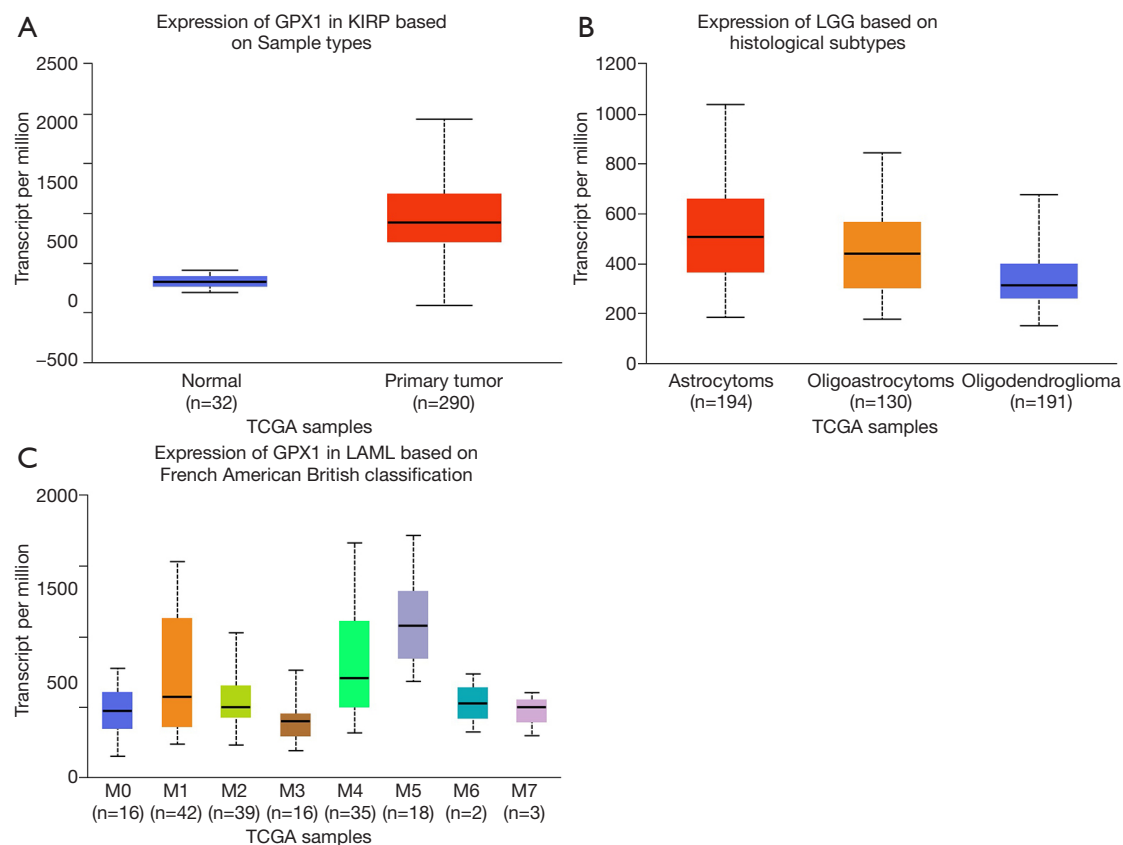 A
Expression of GPX1 in KIRP based
on Sample types
2500
2000
1500
500
0
−500
Transcript per million
Normal
(n=32)
Primary tumor
(n=290)
TCGA samples
B
Expression of LGG based on
histological subtypes
1200
1000
800
600
400
200
0
Transcript per million
Astrocytoms
(n=194)
Oligoastrocytoms
(n=130)
Oligodendroglioma
(n=191)
TCGA samples
C
Expression of GPX1 in LAML based on
French American British classification
2000
1500
500
0
Transcript per million
M0 M1 M2 M3 M4 M5 M6 M7
(n=16) (n=42) (n=39) (n=16) (n=35) (n=18) (n=2) (n=3)
TCGA samples